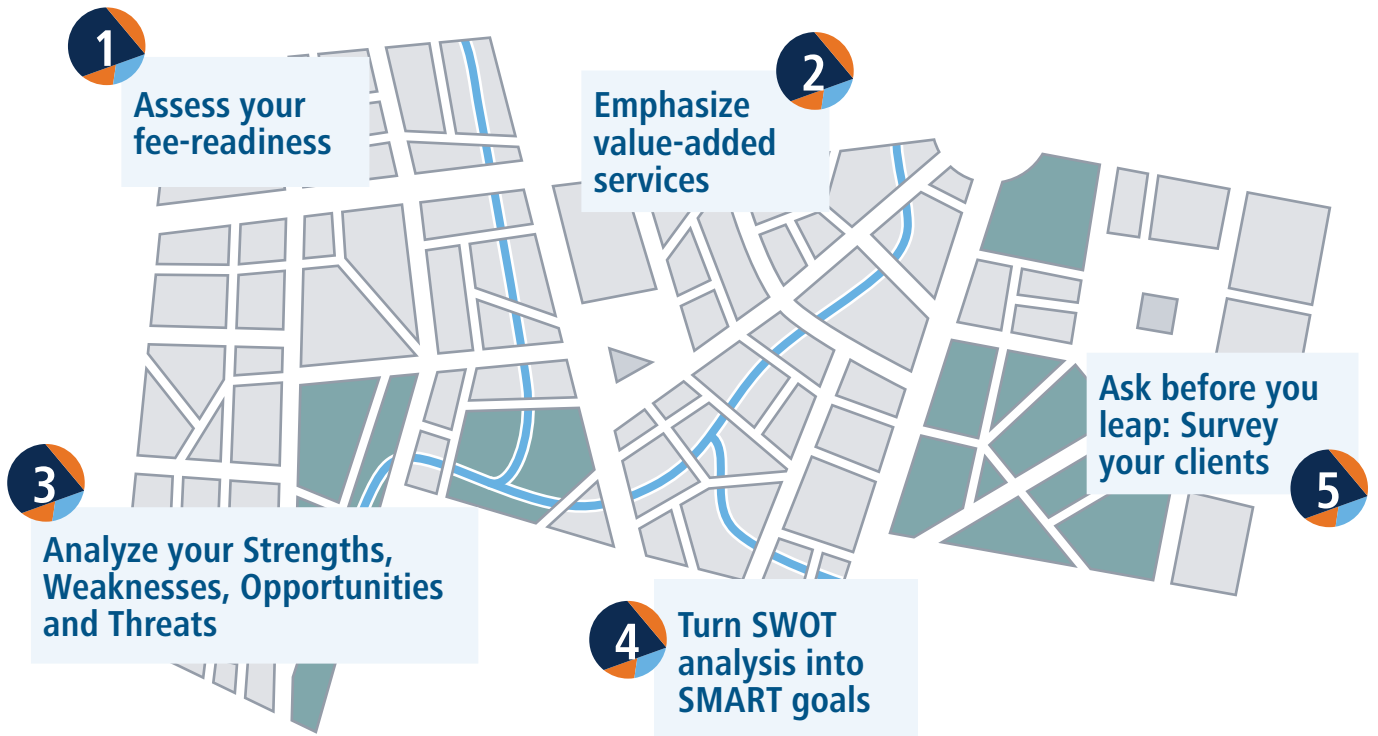 1
Assess your
fee-readiness
2
Emphasize
value-added
services
3
Analyze your Strengths,
Weaknesses, Opportunities
and Threats
4
Turn SWOT
analysis into
SMART goals
5
Ask before you
leap: Survey
your clients